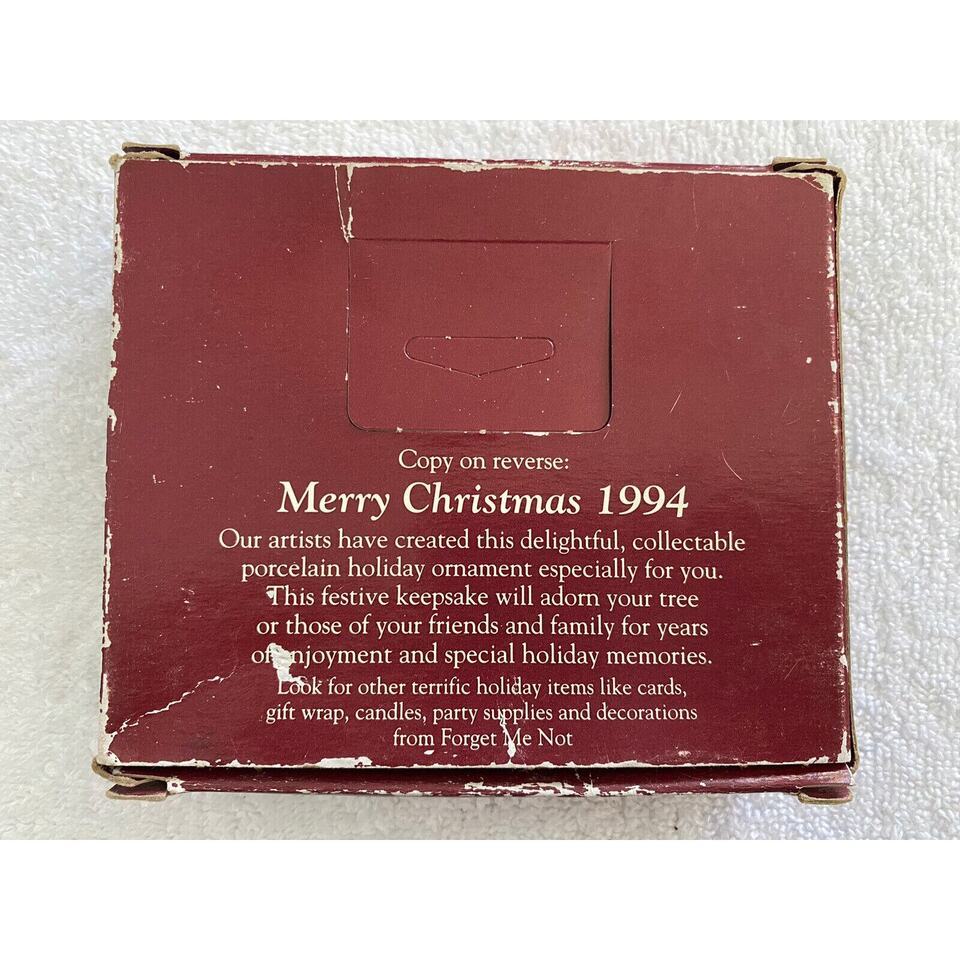 Copy on reverse:
Merry Christmas 1994
Our artists have created this delightful, collectable
porcelain holiday ornament especially for you.
This festive keepsake will adorn your tree
or those of your friends and family for years
of enjoyment and special holiday memories.
Look for other terrific holiday items like cards,
gift wrap, candles, party supplies and decorations
from Forget Me Not